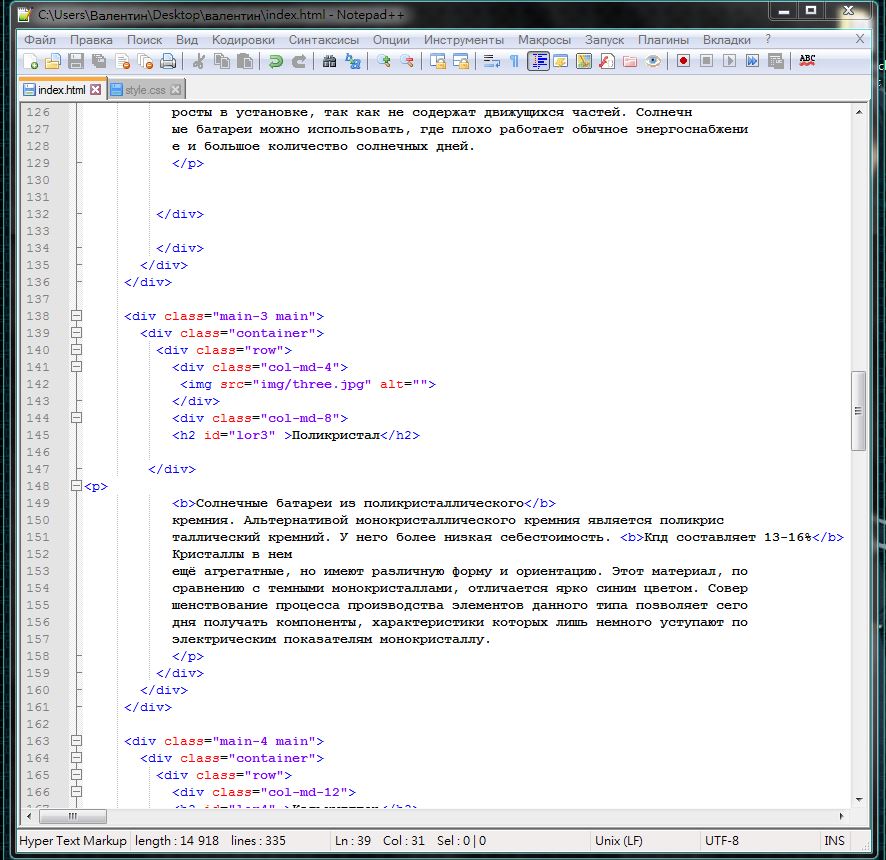 C:\Users\Валентин\Desktop\валентин\index.html - Notepad++
Файл Правка Поиск Вид Кодировки Синтаксисы Опции Инструменты Макросы Запуск Плагины Вкладки ? X
ABC
index.html style.css
126 росты в установке, так как не содержат движущихся частей. Солнечн
127 ые батареи можно использовать, где плохо работает обычное энергоснабжени
128 е и большое количество солнечных дней.
129 </p>
130
131
132 </div>
133
134 </div>
135 </div>
136 </div>
137
138 <div class="main-3 main">
139 <div class="container">
140 <div class="row">
141 <div class="col-md-4">
142 <img src="img/three.jpg" alt="">
143 </div>
144 <div class="col-md-8">
145 <h2 id="lor3" >Поликристал</h2>
146
147 </div>
148 <p>
149 <b>Солнечные батареи из поликристаллического</b>
150 кремния. Альтернативой монокристаллического кремния является поликрис
151 таллический кремний. У него более низкая себестоимость. <b>Кпд составляет 13-16%</b>
152 Кристаллы в нем
153 ещё агрегатные, но имеют различную форму и ориентацию. Этот материал, по
154 сравнению с темными монокристаллами, отличается ярко синим цветом. Совер
155 шенствование процесса производства элементов данного типа позволяет сего
156 дня получать компоненты, характеристики которых лишь немного уступают по
157 электрическим показателям монокристаллу.
158 </p>
159 </div>
160 </div>
161 </div>
162
163 <div class="main-4 main">
164 <div class="container">
165 <div class="row">
166 <div class="col-md-12">
Hyper Text Markup length : 14 918 lines : 335 Ln : 39 Col : 31 Sel : 0 | 0 Unix (LF) UTF-8 INS